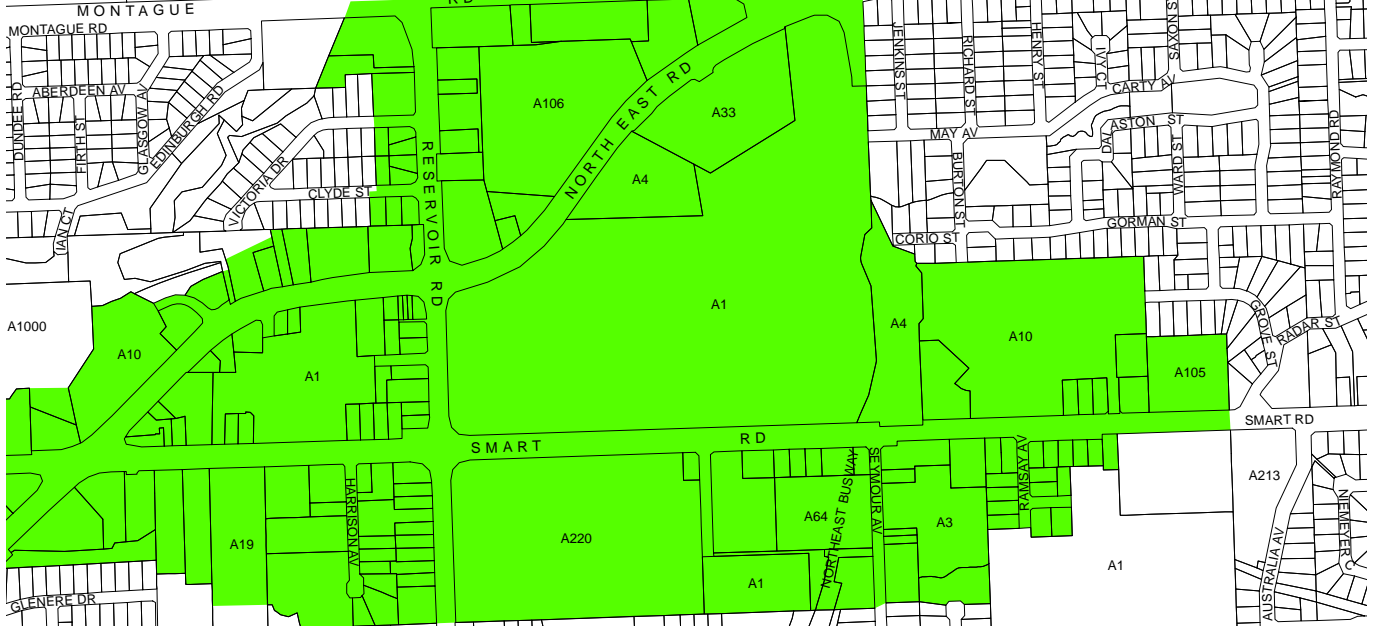 MONTAGUE
RD
MONTAGUE RD
ABERDEEN AV
DUNDEE RD
FIRTH ST
GLASGOW AV
EDINBURGH RD
VICTORIA DR
CLYDE ST
IAN CT
RESERVOIR RD
NORTH EAST RD
A106
A33
A4
JENKINS ST
RICHARD ST
HENRY ST
IVY CT
SAXON S
CARTY AV
MAY AV
ASTON ST
DAL
WARD ST
RAYMOND RD
BURTON ST
CORIO ST
GORMAN ST
A1000
A10
A1
A1
A4
A10
A105
GROVE ST
RADAR ST
SMART RD
SMART RD
HARRISON AV
A19
A220
A1
A64
NORTHEAST BUSWAY
SEYMOUR AV
A3
RAMSAY AV
A1
A213
AUSTRALIA AV
NIEMEYER C
GLENERE DR